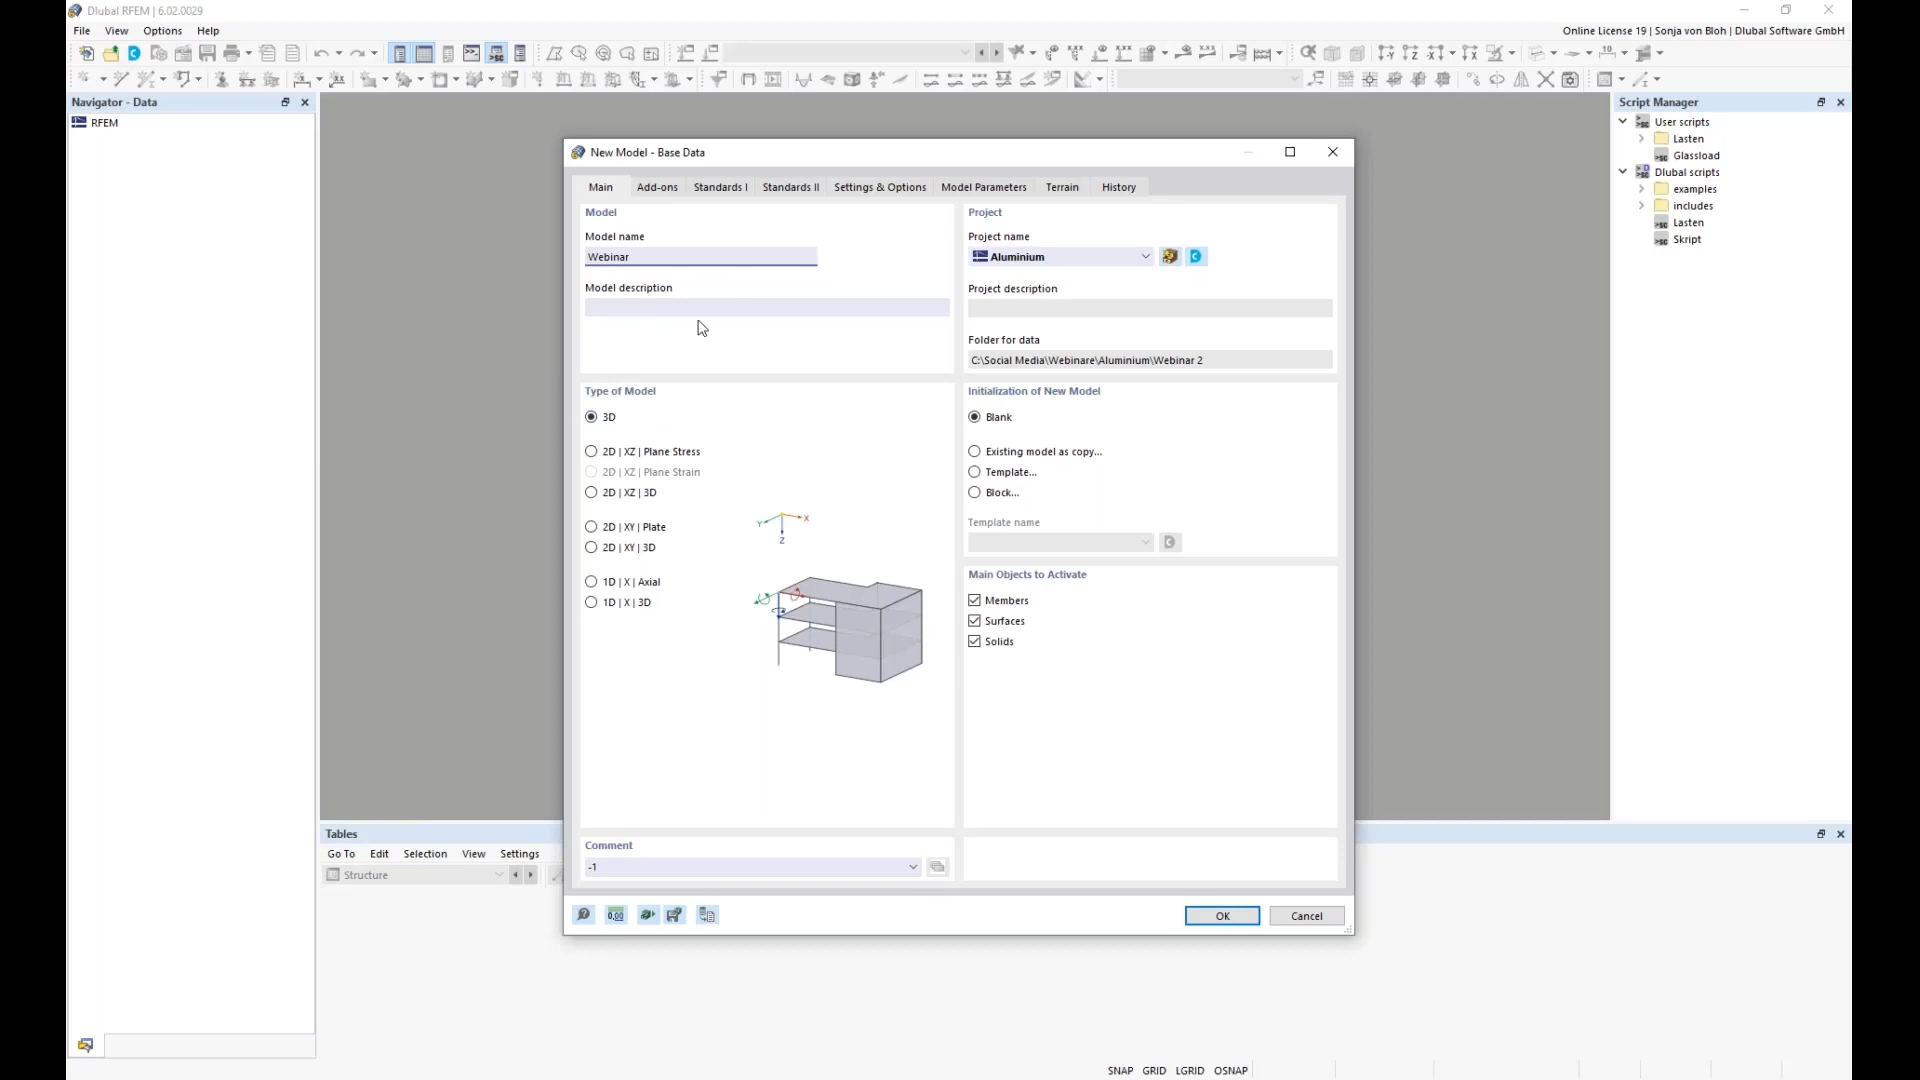 Dlubal RFEM | 6.02.0029
File View Options Help
Online License 19 | Sonja von Bloh | Dlubal Software GmbH
Navigator - Data
RFEM
Script Manager
User scripts
Lasten
Glassload
Dlubal scripts
examples
includes
Lasten
Skript
New Model - Base Data
Main Add-ons Standards I Standards II Settings & Options Model Parameters Terrain History
Model
Model name
Webinar
Model description
Project
Project name
Aluminium
Project description
Folder for data
C:\Social Media\Webinare\Aluminium\Webinar 2
Type of Model
3D
2D | XZ | Plane Stress
2D | XZ | Plane Strain
2D | XZ | 3D
2D | XY | Plate
2D | XY | 3D
1D | X | Axial
1D | X | 3D
Y X
Z
Initialization of New Model
Blank
Existing model as copy...
Template...
Block...
Template name
Main Objects to Activate
Members
Surfaces
Solids
Comment
-1
0,00
OK Cancel
Tables
Go To Edit Selection View Settings
Structure
SNAP GRID LGRID OSNAP